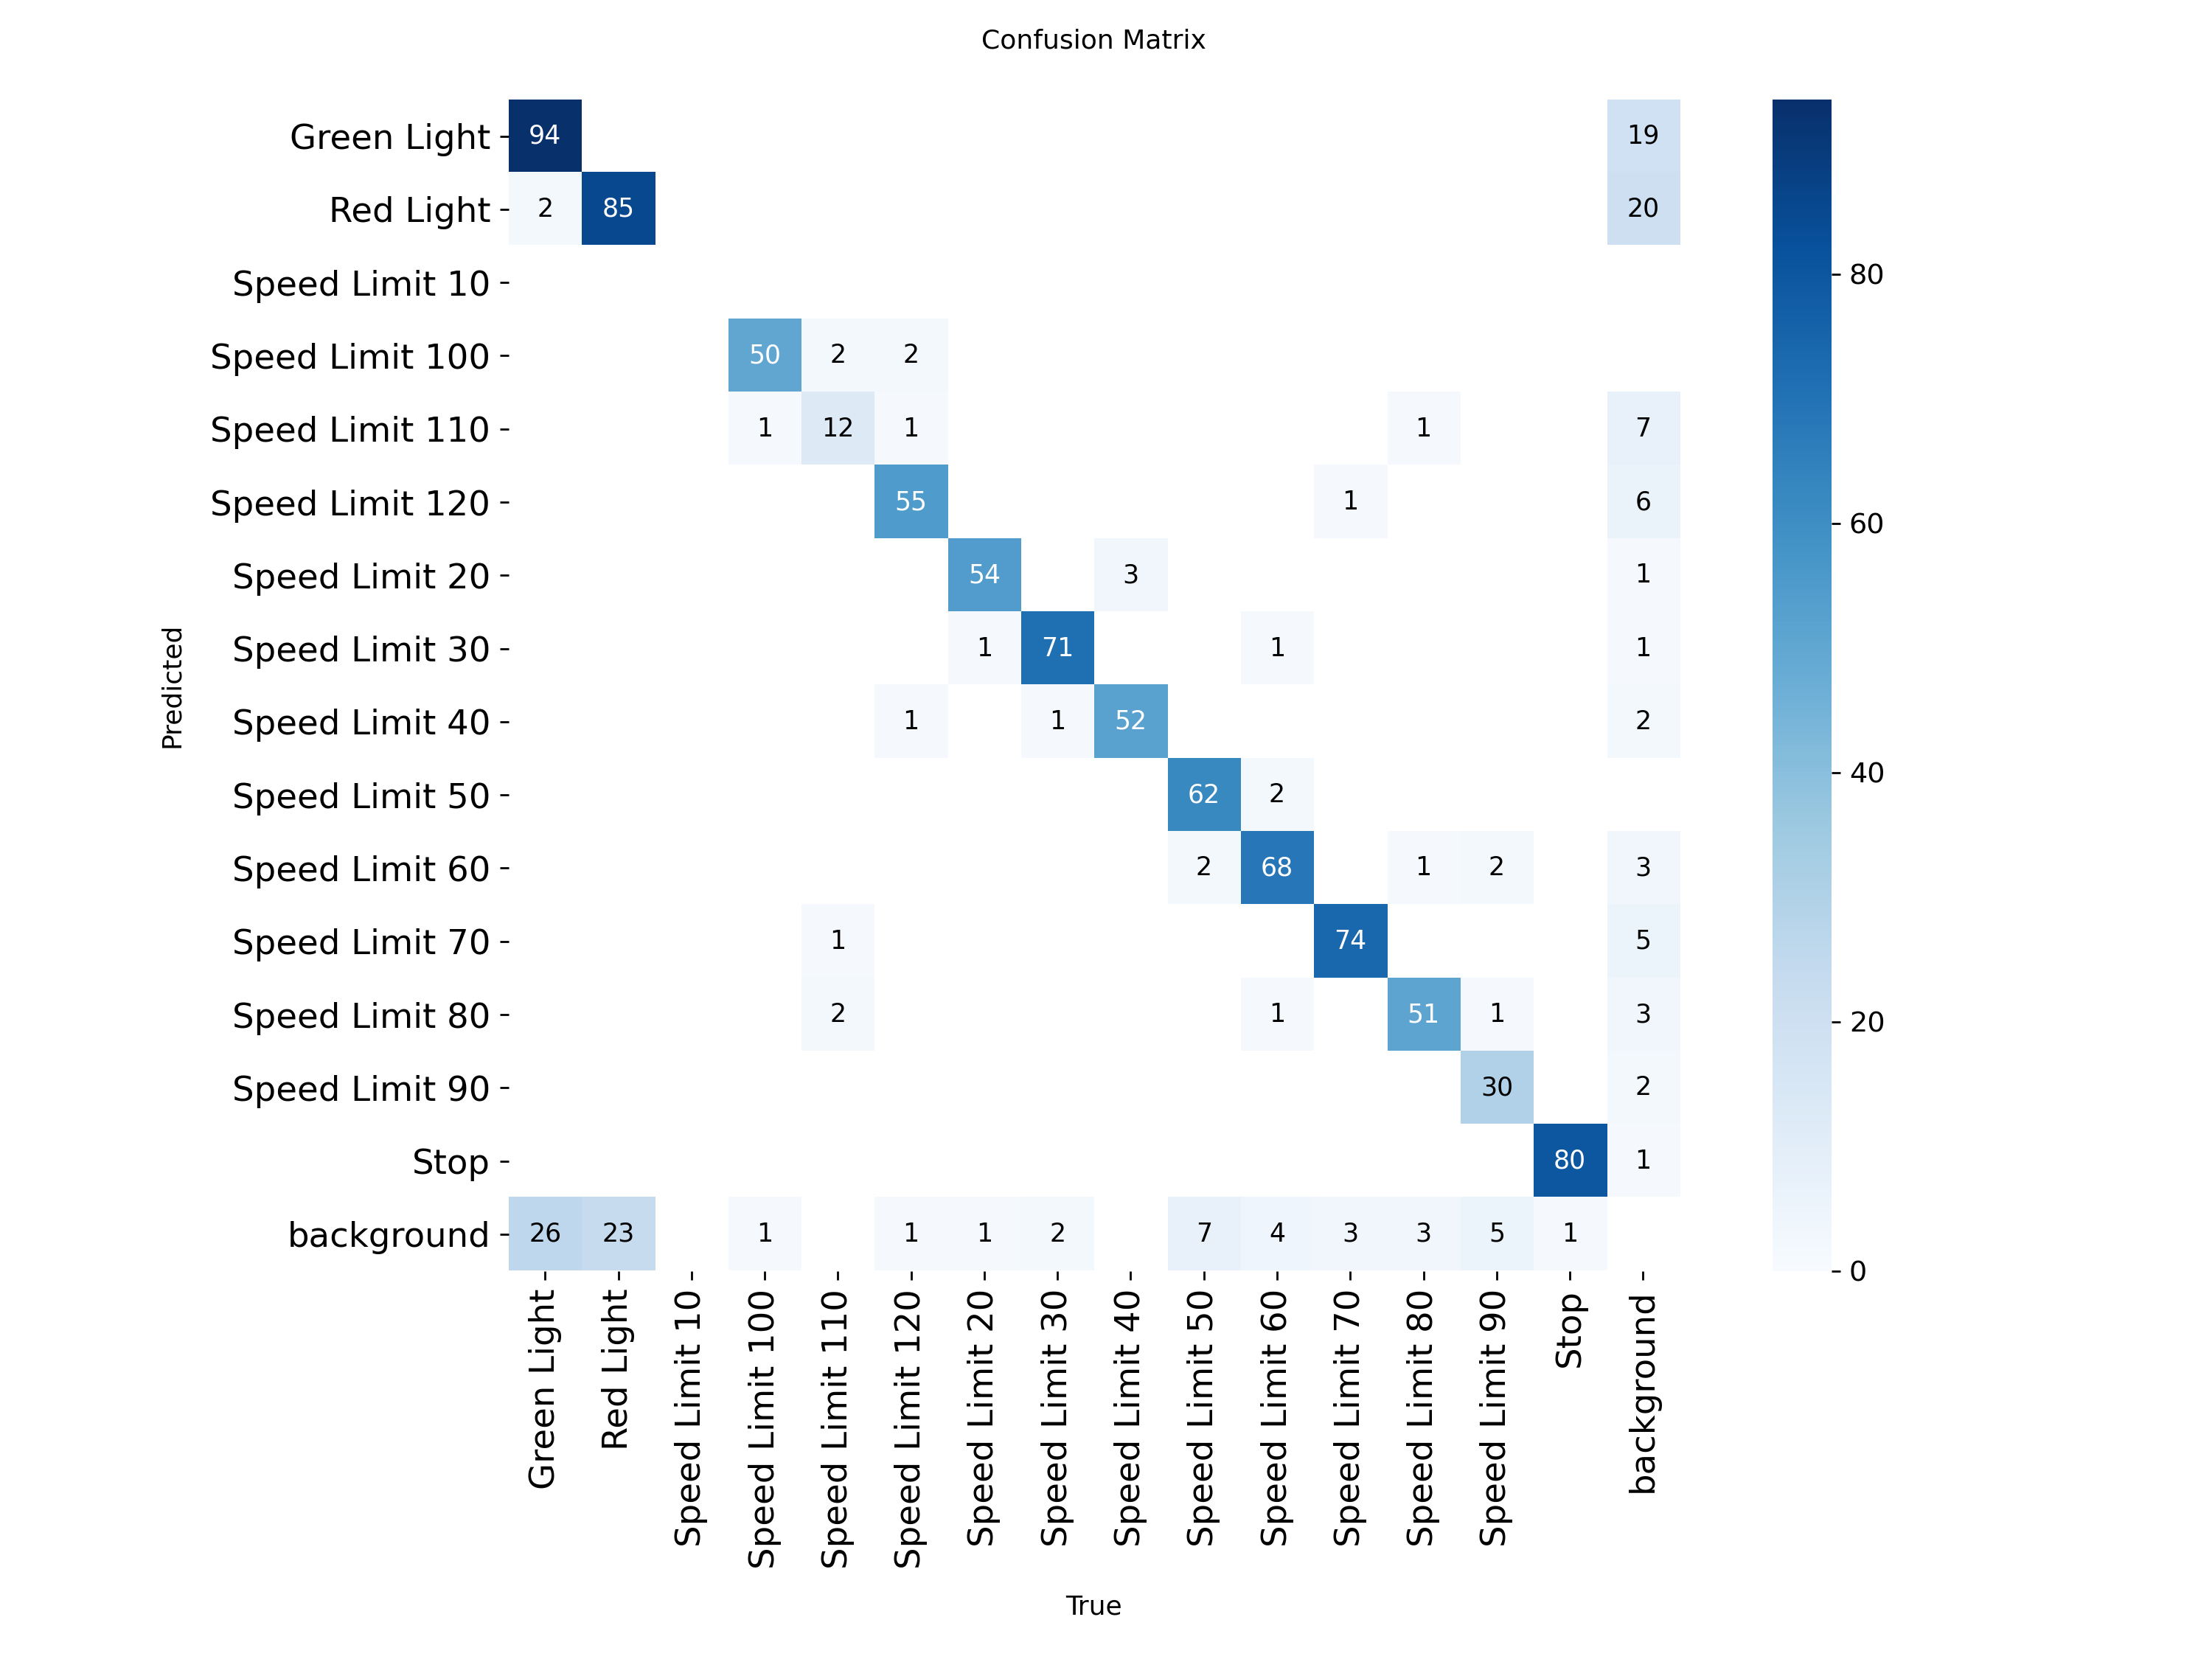 Confusion Matrix
Green Light 94 19
Red Light 2 85 20
Speed Limit 10
Speed Limit 100 50 2 2
Speed Limit 110 1 12 1 1 7
Speed Limit 120 55 1 6
Speed Limit 20 54 3 1
Speed Limit 30 1 71 1 1
Speed Limit 40 1 1 52 2
Speed Limit 50 62 2
Speed Limit 60 2 68 1 2 3
Speed Limit 70 1 74 5
Speed Limit 80 2 1 51 1 3
Speed Limit 90 30 2
Stop 80 1
background 26 23 1 1 1 2 7 4 3 3 5 1
Predicted
Green Light
Red Light
Speed Limit 10
Speed Limit 100
Speed Limit 110
Speed Limit 120
Speed Limit 20
Speed Limit 30
Speed Limit 40
Speed Limit 50
Speed Limit 60
Speed Limit 70
Speed Limit 80
Speed Limit 90
Stop
background
True
80
60
40
20
0